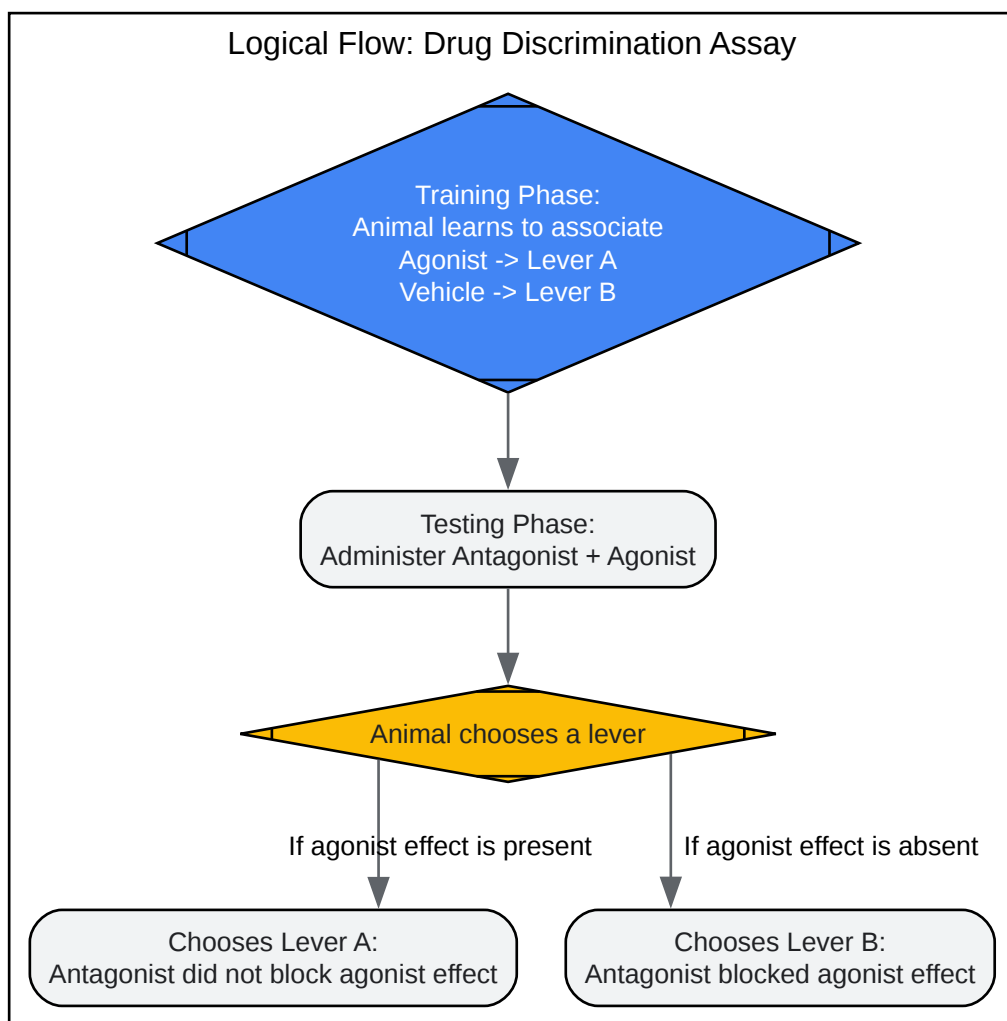 Logical Flow: Drug Discrimination Assay
Training Phase:
Animal learns to associate
Agonist -> Lever A
Vehicle -> Lever B
Testing Phase:
Administer Antagonist + Agonist
Animal chooses a lever
If agonist effect is present
If agonist effect is absent
Chooses Lever A:
Antagonist did not block agonist effect
Chooses Lever B:
Antagonist blocked agonist effect